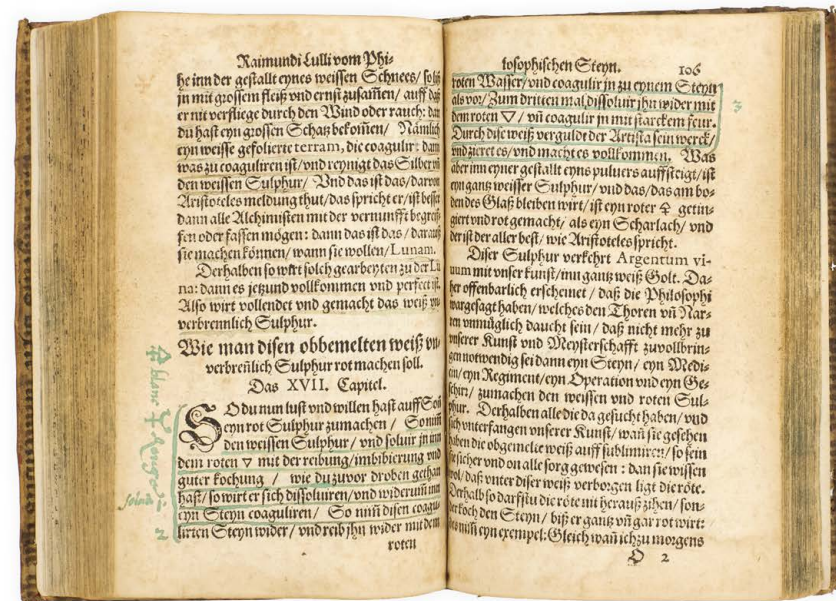 Raimundi Lulli vom Phi-
he inn der gestallt eynes weissen Schnees/ so
jn mit grossem fleiß vnd ernst zusam̃en/ auff daß
er nit verfliege durch den Wind oder rauch: dañ
du hast eyn grossen Schatz bekom̃en/ Nämlich
eyn weisse gefolierte terram, die coagulirt dañ
was zu coaguliren ist/ vnd reynigt das Silber vñ
den weissen Sulphur/ Vnd das ist das/ daruon
Aristoteles meldung thut/ das spricht er/ ist besser
dann alle Alchimisten mit der vernunfft begreif-
fen oder fassen mögen: dann das ist das/ darauß
sie machen können/ wann sie wollen/ Lunam.
Derhalben so wirt solch gearbeyten zu der Lu
na: dann es jetzund vollkommen vnd perfect ist.
Also wirt vollendet vnd gemacht das weiß vn-
verbrennlich Sulphur.
Wie man disen obbemelten weiß vn-
verbreñlich Sulphur rot machen soll.
Das XVII. Capitel.
SO du nun lust vnd willen hast auff Sol
eyn rot Sulphur zumachen / So nim̃
den weissen Sulphur/ vnd soluir jn inn
dem roten ▽ mit der reibung/ imbibierung vnd
guter kochung / wie du zuvor droben gethan
hast/ so wirt er sich dissoluiren/ vnd widerum̃ inn
eyn Steyn coaguliren / So nim̃ disen coagu-
lirten Steyn wider/ vnd reib jhn wider mit dem
roten
2
losophischen Steyn. 106
roten Wasser/ vnd coagulir jn zu eynem Steyn
als vor/ Zum dritten mal dissoluir jhn wider mit
dem roten ▽/ vñ coagulir jn mit starckem feur.
Durch dise weiß verguldt der Artista sein werck/
vnd zieret es/ vnd macht es vollkommen. Was
aber inn eyner gestallt eyns puluers auffsteigt/ ist
eyn gantz weisser Sulphur/ vnd das/ das am bo-
den des Glaß bleiben wirt/ ist eyn roter 🜍 getin-
giert vnd rot gemacht/ als eyn Scharlach/ vnd
der ist der aller best/ wie Aristoteles spricht.
Diser Sulphur verkehrt Argentum vi-
uum mit vnser kunst/ inn gantz weiß Golt. Da-
her offenbarlich erscheinet / daß die Philosophi
wargesagt haben/ welches den Thoren vñ Nar-
ren vnmüglich daucht sein / daß nicht mehr zu
vnserer Kunst vnd Meysterschafft zuvollbrin-
gen notwendig sei dann eyn Steyn/ eyn Medi-
cin/ eyn Regiment/ eyn Operation vnd eyn Ge-
schirr/ zumachen den weissen vnd roten Sul-
phur. Derhalben alle die da gesucht haben/ vnd
sich vnterfangen vnserer Kunst/ wañ sie gesehen
haben die obgemelte weiß auff sublimiren/ so sein
sie sicher vnd on alle sorg gewesen : dan sie wissen
wol/ daß vnter diser weiß verborgen ligt die röte.
Derhalb so darfstu die röte nit herauß zihen/ son-
der koch den Steyn / biß er gantz vñ gar rot wirt:
des nim̃ eyn exempel: Gleich wañ ich zu morgens
O 2
3